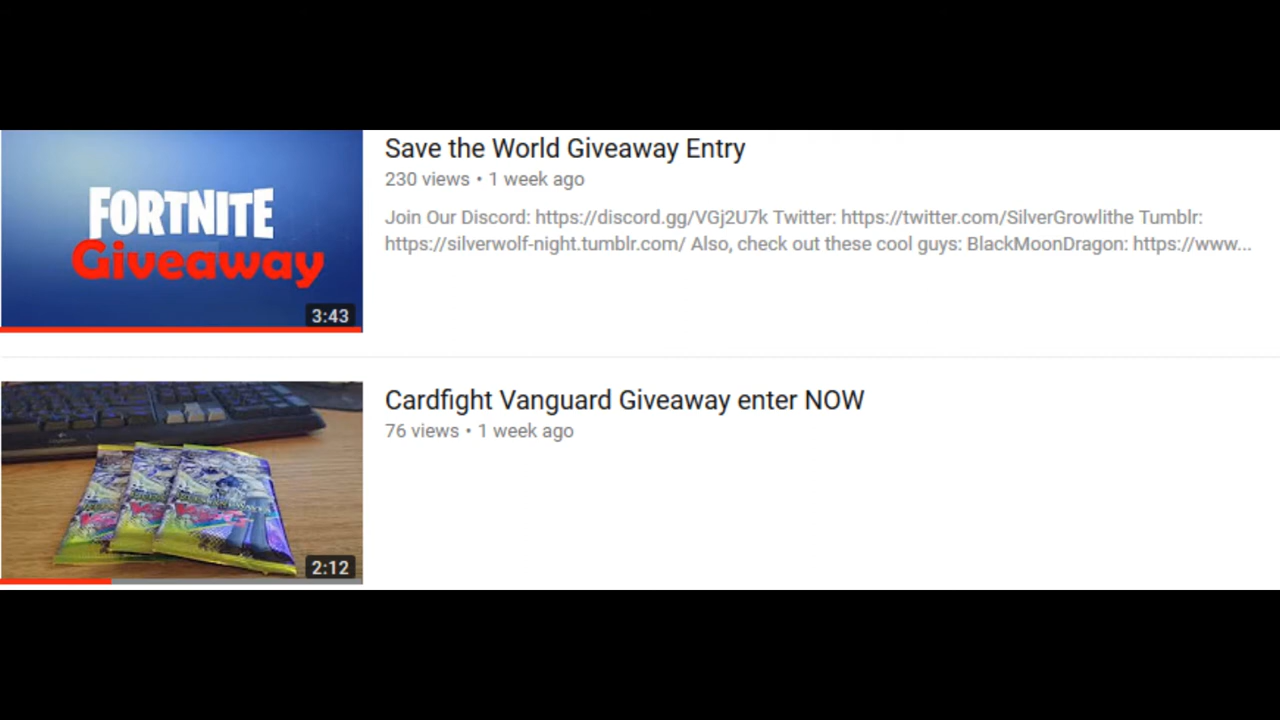 FORTNITE
Giveaway
3:43
Save the World Giveaway Entry
230 views • 1 week ago
Join Our Discord: https://discord.gg/VGj2U7k Twitter: https://twitter.com/SilverGrowlithe Tumblr:
https://silverwolf-night.tumblr.com/ Also, check out these cool guys: BlackMoonDragon: https://www...
2:12
Cardfight Vanguard Giveaway enter NOW
76 views • 1 week ago